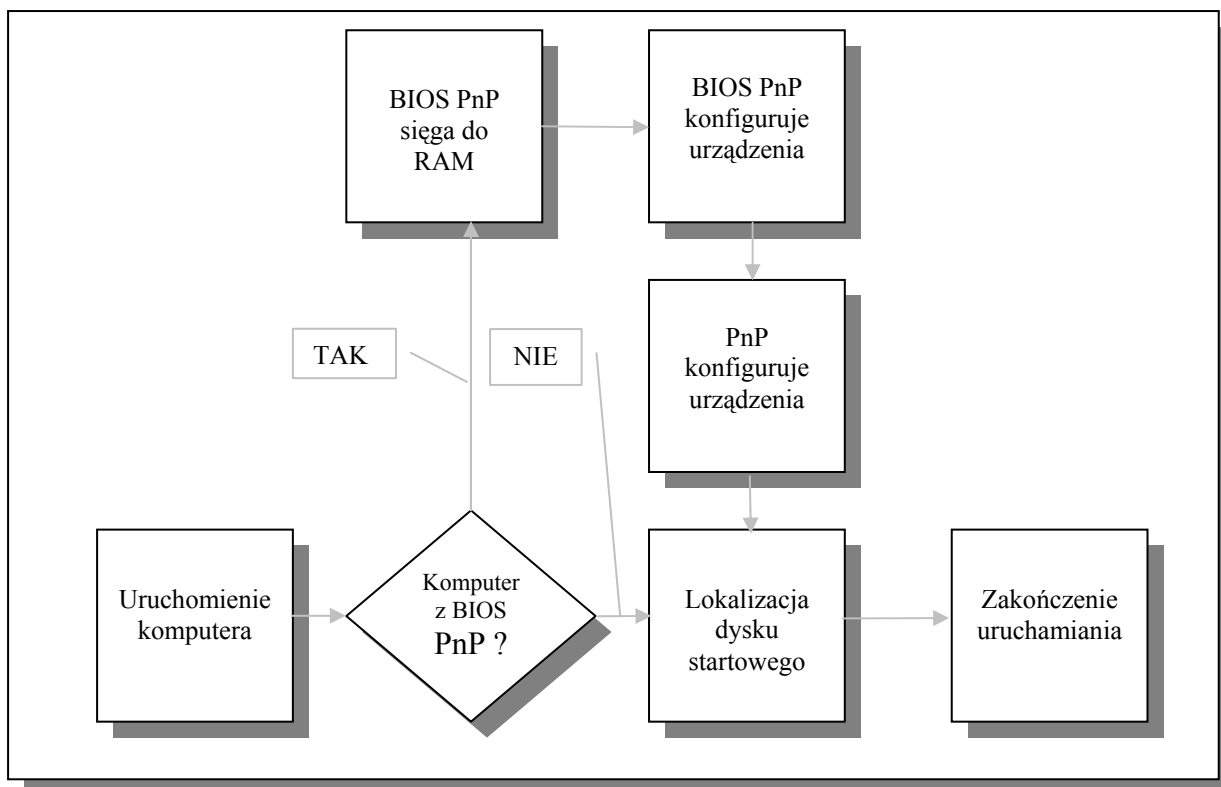 BIOS PnP
sięga do
RAM
BIOS PnP
konfiguruje
urządzenia
PnP
konfiguruje
urządzenia
TAK
NIE
Uruchomienie
komputera
Komputer
z BIOS
PnP ?
Lokalizacja
dysku
startowego
Zakończenie
uruchamiania